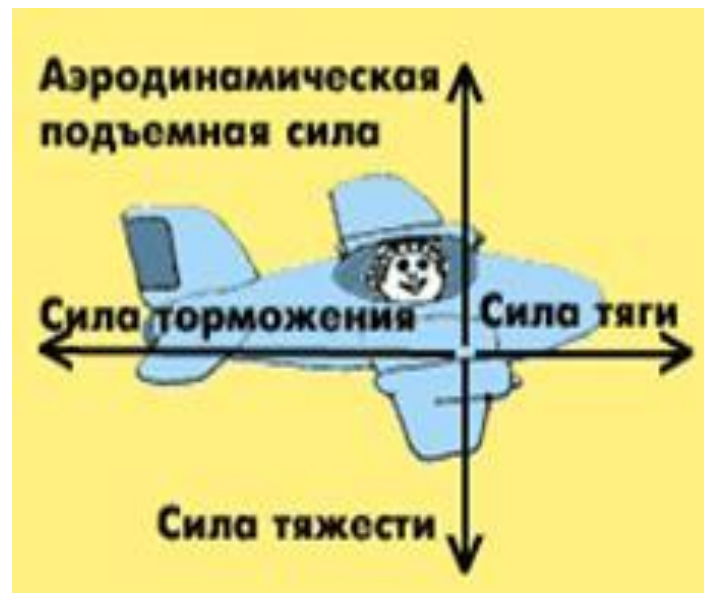 Аэродинамическая
подъемная сила
Сила торможения
Сила тяги
Сила тяжести